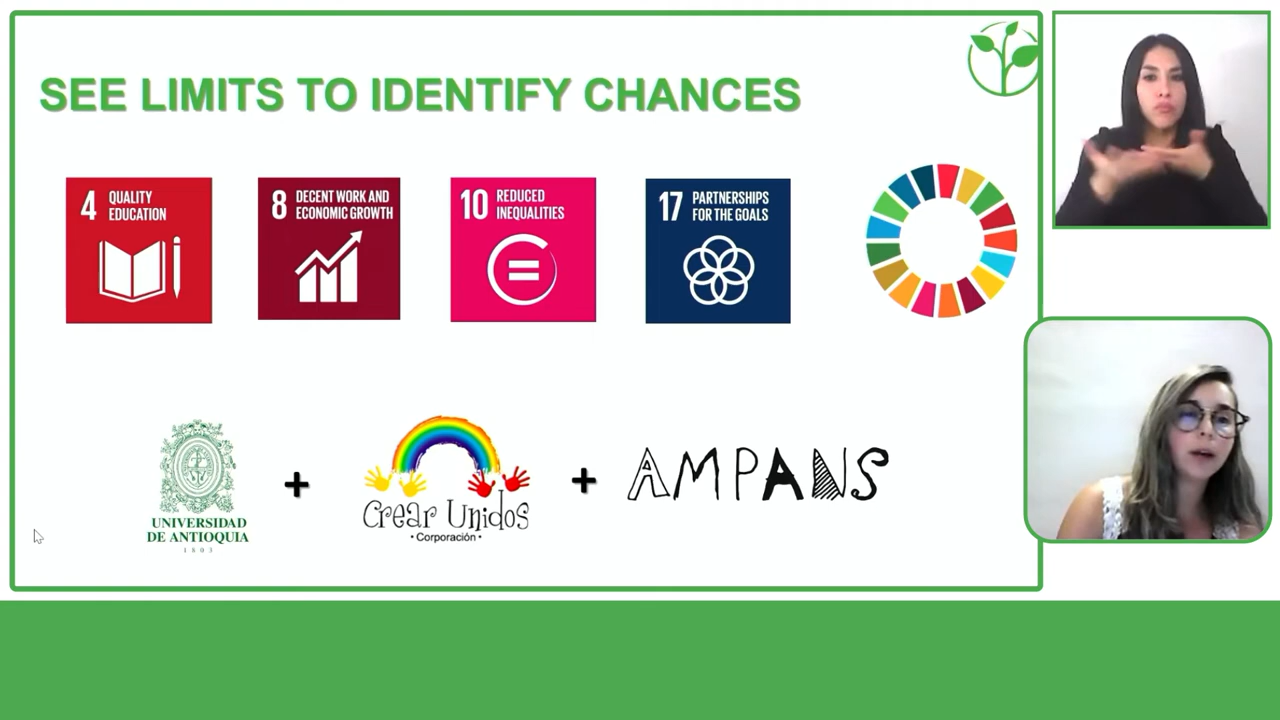 SEE LIMITS TO IDENTIFY CHANCES
4 QUALITY
EDUCATION
8 DECENT WORK AND
ECONOMIC GROWTH
10 REDUCED
INEQUALITIES
17 PARTNERSHIPS
FOR THE GOALS
UNIVERSIDAD
DE ANTIOQUIA
1803
+
Crear Unidos
• Corporación •
+
AMPANS